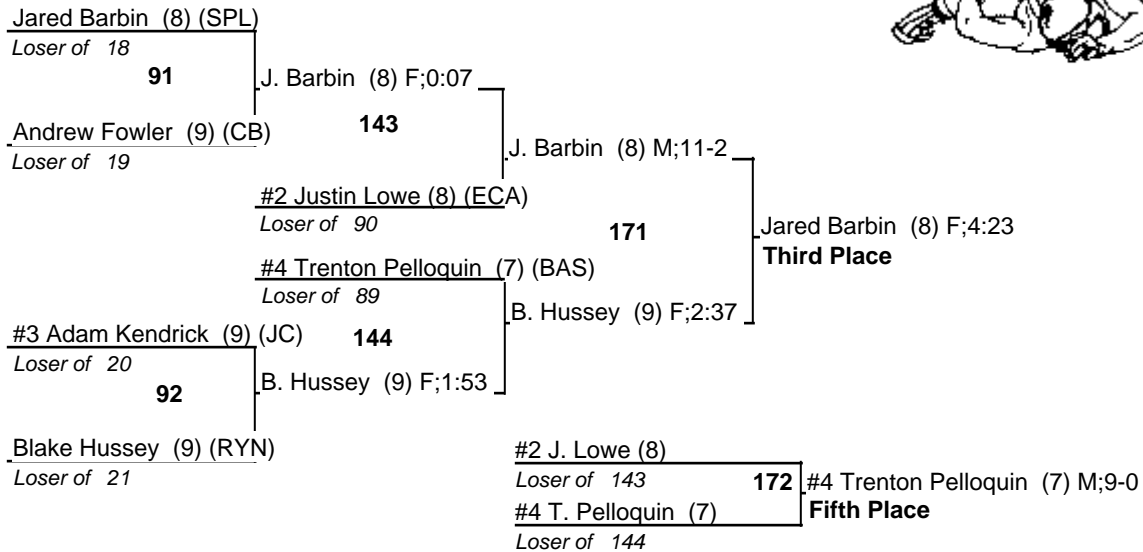 Jared Barbin (8) (SPL)
Loser of 18
91
J. Barbin (8) F;0:07
Andrew Fowler (9) (CB)
Loser of 19
143
J. Barbin (8) M;11-2
#2 Justin Lowe (8) (ECA)
Loser of 90
171
Jared Barbin (8) F;4:23
Third Place
#4 Trenton Pelloquin (7) (BAS)
Loser of 89
B. Hussey (9) F;2:37
#3 Adam Kendrick (9) (JC)
144
Loser of 20
92
B. Hussey (9) F;1:53
Blake Hussey (9) (RYN)
Loser of 21
#2 J. Lowe (8)
Loser of 143
172
#4 Trenton Pelloquin (7) M;9-0
Fifth Place
#4 T. Pelloquin (7)
Loser of 144